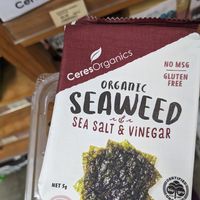 CeresOrganics
NO MSG
GLUTEN
FREE
ORGANIC
SEAWEED
SEA SALT & VINEGAR
NET 5g